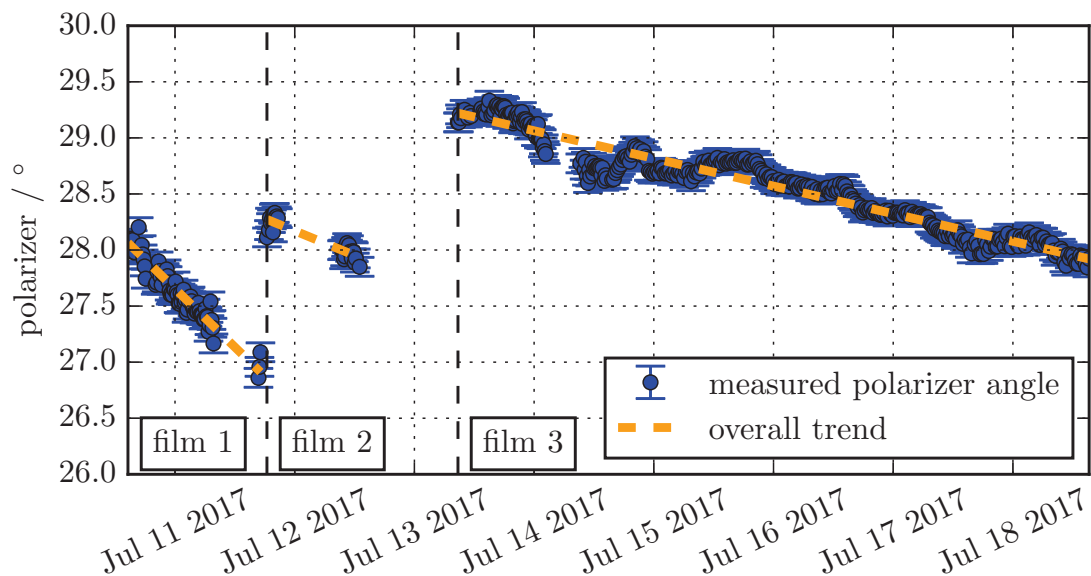 30.0
29.5
29.0
28.5
28.0
27.5
27.0
26.5
26.0
polarizer / °
measured polarizer angle
overall trend
film 1
film 2
film 3
Jul 11 2017
Jul 12 2017
Jul 13 2017
Jul 14 2017
Jul 15 2017
Jul 16 2017
Jul 17 2017
Jul 18 2017